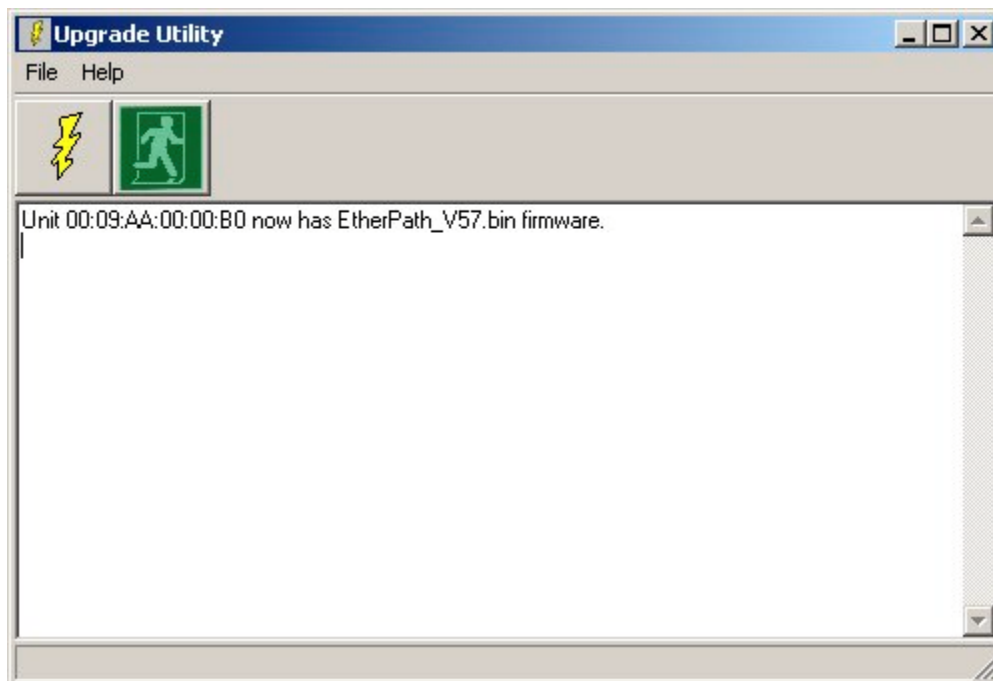 Upgrade Utility
File Help
Unit 00:09:AA:00:00:B0 now has EtherPath_V57.bin firmware.